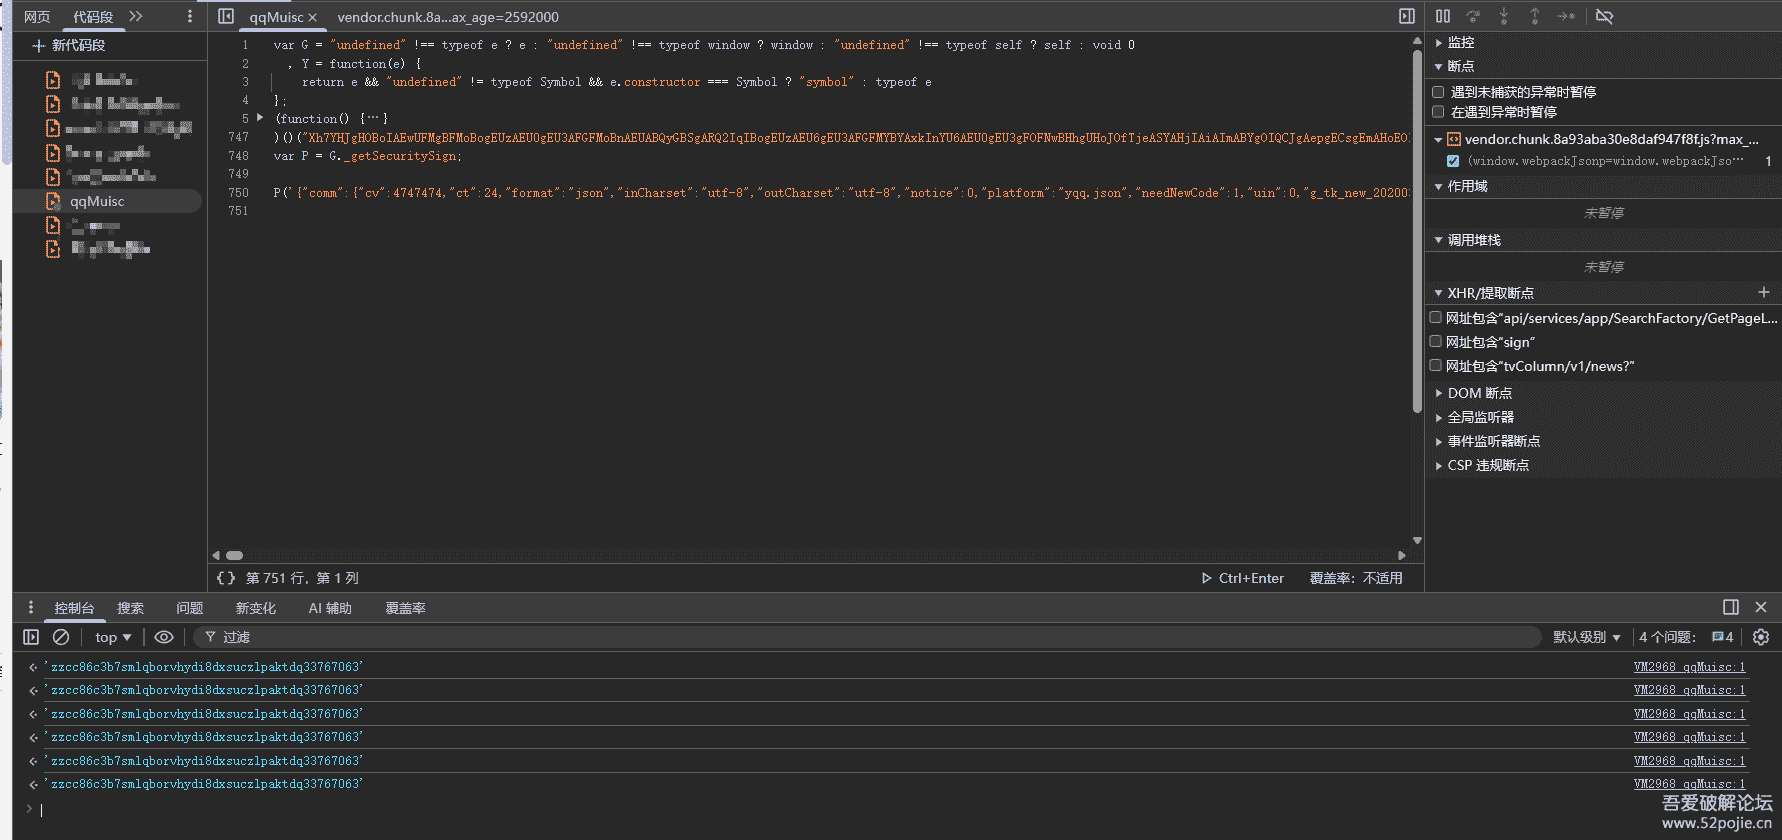 网页 代码段
新代码段
qqMuisc
qqMuisc × vendor.chunk.8a...ax_age=2592000
1 var G = "undefined" !== typeof e ? e : "undefined" !== typeof window ? window : "undefined" !== typeof self ? self : void 0
2 , Y = function(e) {
3 return e && "undefined" != typeof Symbol && e.constructor === Symbol ? "symbol" : typeof e
4 };
5 (function() {…}
747
748 var P = G._getSecuritySign;
749
750 P('{"comm":{"cv":4747474,"ct":24,"format":"json","inCharset":"utf-8","outCharset":"utf-8","notice":0,"platform":"yqq.json","needNewCode":1,"uin":0,"g_tk_new_20200
751
{} 第 751 行，第 1 列
Ctrl+Enter 覆盖率：不适用
监控
断点
遇到未捕获的异常时暂停
在遇到异常时暂停
vendor.chunk.8a93aba30e8daf947f8f.js?max_...
(window.webpackJsonp=window.webpackJso… 1
作用域
未暂停
调用堆栈
未暂停
XHR/提取断点
网址包含"api/services/app/SearchFactory/GetPageL...
网址包含"sign"
网址包含"tvColumn/v1/news?"
DOM 断点
全局监听器
事件监听器断点
CSP 违规断点
控制台 搜索 问题 新变化 AI 辅助 覆盖率
top 过滤 默认级别 4 个问题： 4
'zzcc86c3b7smlqborvhydi8dxsuczlpaktdq33767063' VM2968 qqMuisc:1
'zzcc86c3b7smlqborvhydi8dxsuczlpaktdq33767063' VM2968 qqMuisc:1
'zzcc86c3b7smlqborvhydi8dxsuczlpaktdq33767063' VM2968 qqMuisc:1
'zzcc86c3b7smlqborvhydi8dxsuczlpaktdq33767063' VM2968 qqMuisc:1
'zzcc86c3b7smlqborvhydi8dxsuczlpaktdq33767063' VM2968 qqMuisc:1
'zzcc86c3b7smlqborvhydi8dxsuczlpaktdq33767063' VM2968 qqMuisc:1
吾爱破解论坛
www.52pojie.cn